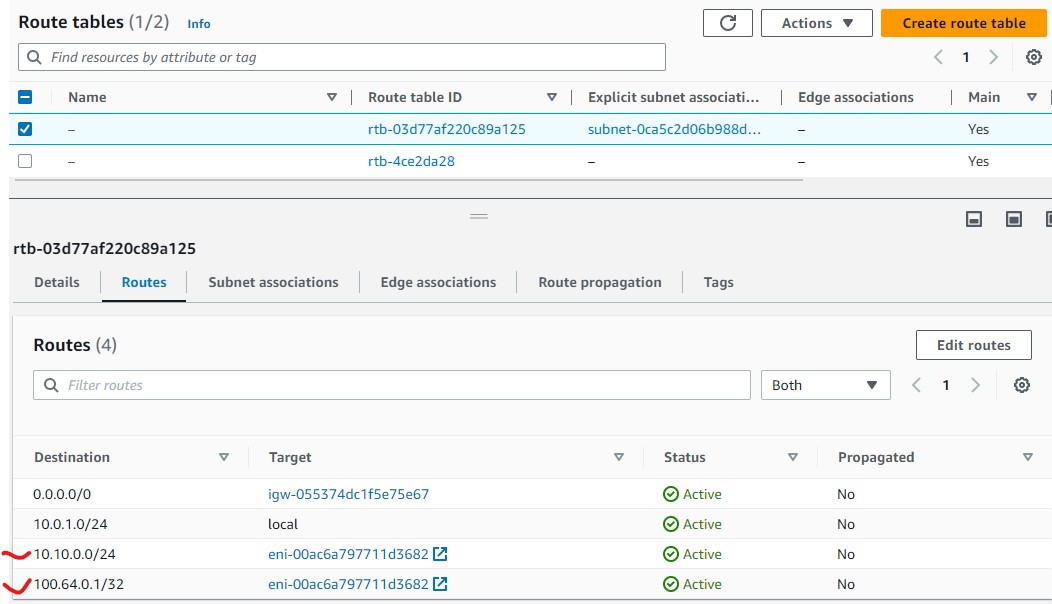 Route tables (1/2) Info
Actions
Create route table
Find resources by attribute or tag
1
Name Route table ID Explicit subnet associati... Edge associations Main
– rtb-03d77af220c89a125 subnet-0ca5c2d06b988d... – Yes
– rtb-4ce2da28 – – Yes
rtb-03d77af220c89a125
Details Routes Subnet associations Edge associations Route propagation Tags
Routes (4)
Edit routes
Filter routes
Both
1
Destination Target Status Propagated
0.0.0.0/0 igw-055374dc1f5e75e67 Active No
10.0.1.0/24 local Active No
10.10.0.0/24 eni-00ac6a797711d3682 Active No
100.64.0.1/32 eni-00ac6a797711d3682 Active No